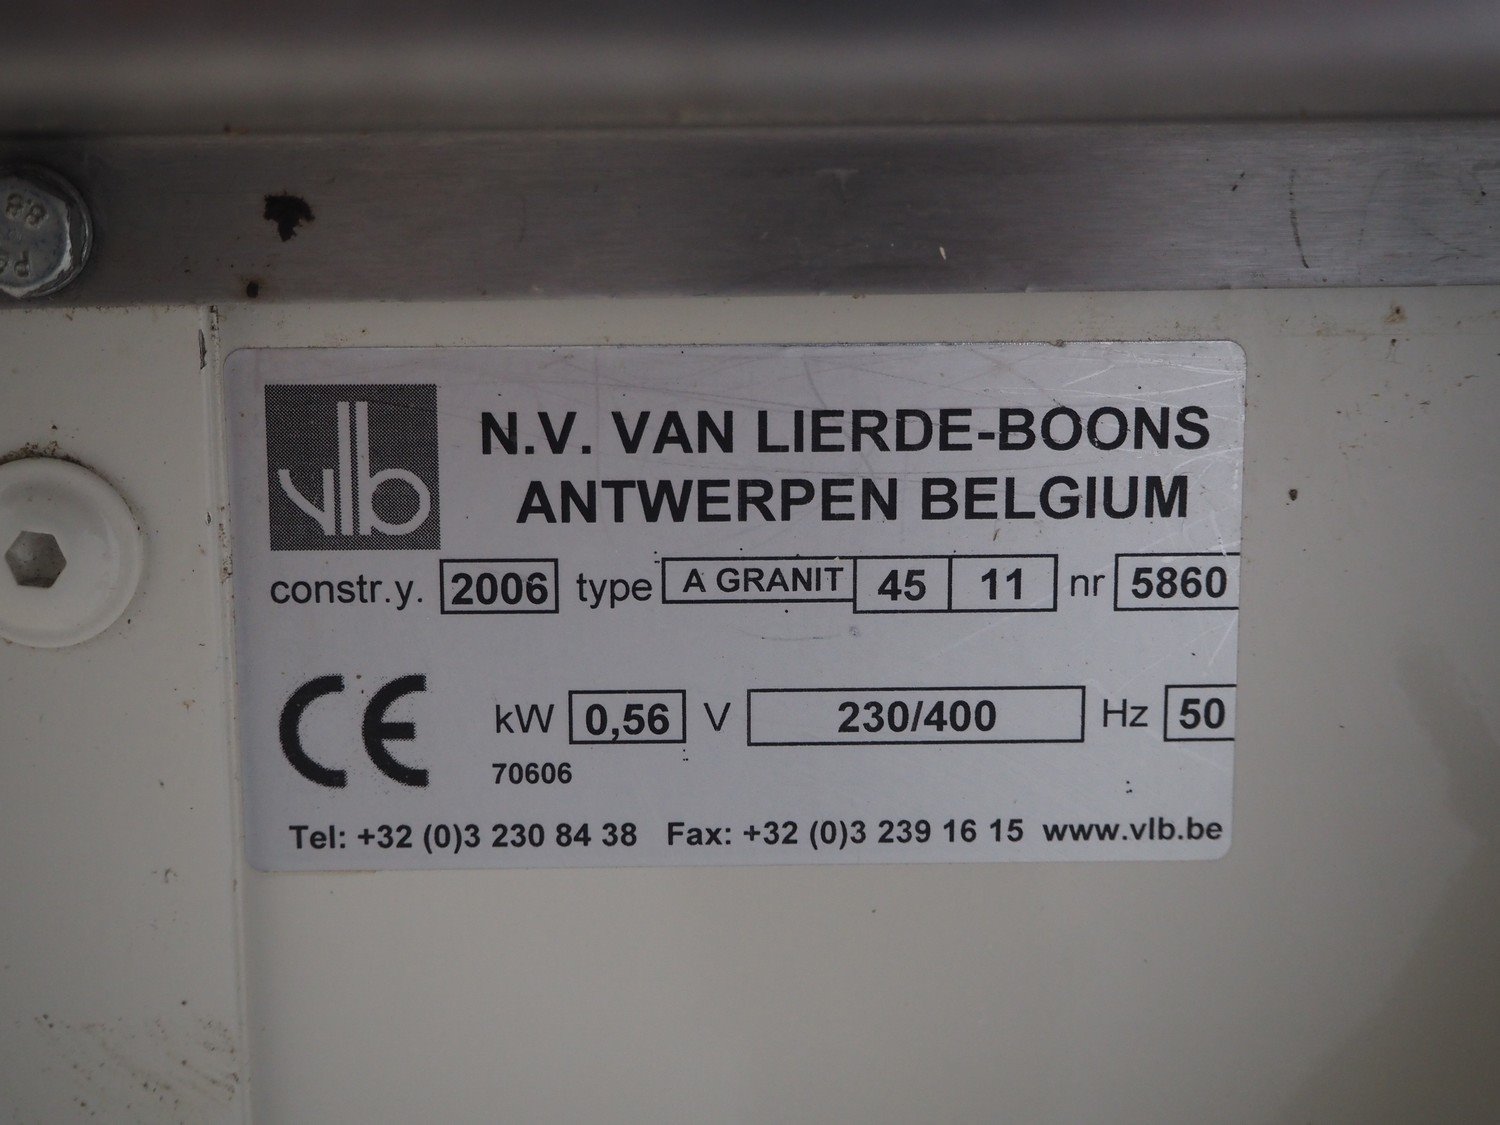 88
vlb
N.V. VAN LIERDE-BOONS
ANTWERPEN BELGIUM
constr.y. 2006 type A GRANIT 45 11 nr 5860
CE kW 0,56 V 230/400 Hz 50
70606
Tel: +32 (0)3 230 84 38 Fax: +32 (0)3 239 16 15 www.vlb.be